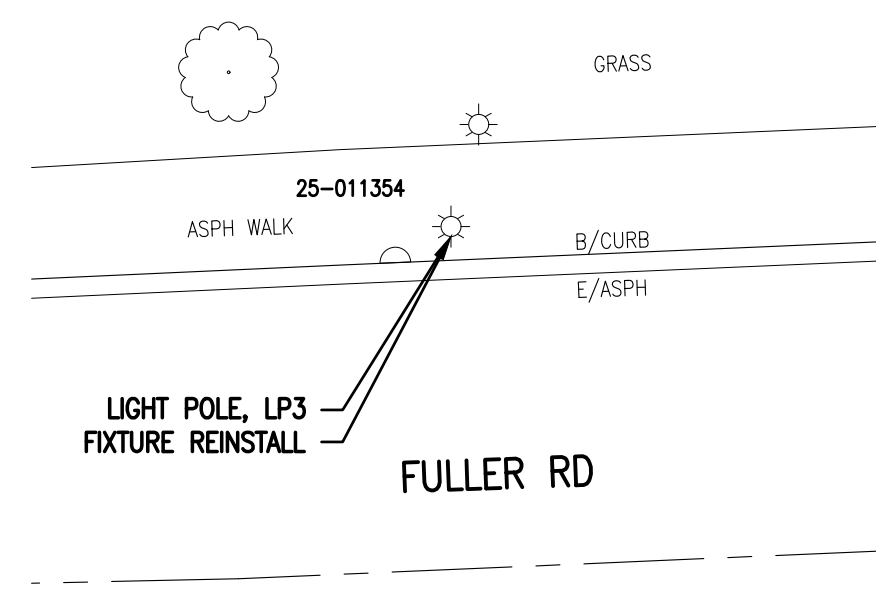 GRASS
25-011354
ASPH WALK
B/CURB
E/ASPH
LIGHT POLE, LP3
FIXTURE REINSTALL
FULLER RD